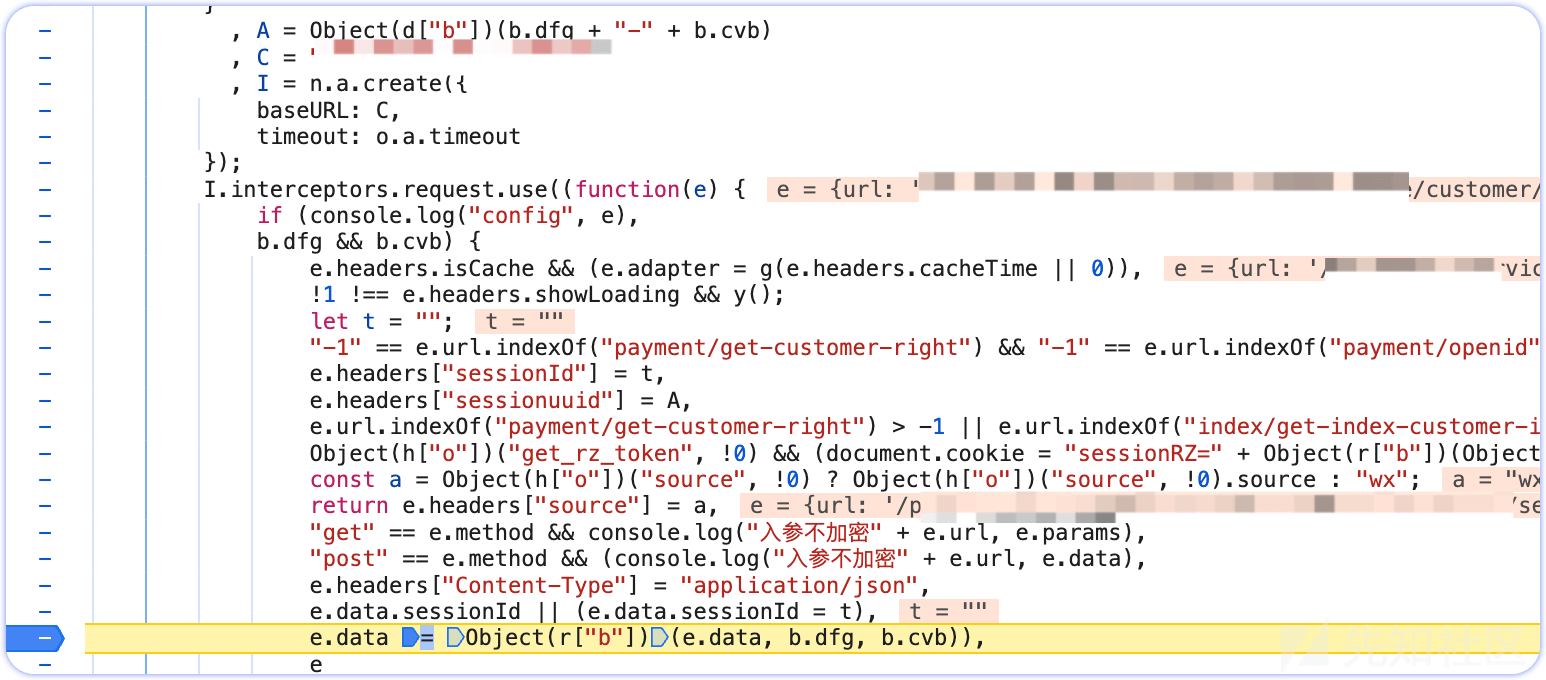 }
, A = Object(d["b"])(b.dfg + "-" + b.cvb)
, C = '
, I = n.a.create({
baseURL: C,
timeout: o.a.timeout
});
I.interceptors.request.use((function(e) { e = {url: ' e/customer/
if (console.log("config", e),
b.dfg && b.cvb) {
e.headers.isCache && (e.adapter = g(e.headers.cacheTime || 0)), e = {url: '/ vic
!1 !== e.headers.showLoading && y();
let t = ""; t = ""
"-1" == e.url.indexOf("payment/get-customer-right") && "-1" == e.url.indexOf("payment/openid"
e.headers["sessionId"] = t,
e.headers["sessionuuid"] = A,
e.url.indexOf("payment/get-customer-right") > -1 || e.url.indexOf("index/get-index-customer-i
Object(h["o"])("get_rz_token", !0) && (document.cookie = "sessionRZ=" + Object(r["b"])(Object
const a = Object(h["o"])("source", !0) ? Object(h["o"])("source", !0).source : "wx"; a = "wx
return e.headers["source"] = a, e = {url: '/p /se
"get" == e.method && console.log("入参不加密" + e.url, e.params),
"post" == e.method && (console.log("入参不加密" + e.url, e.data),
e.headers["Content-Type"] = "application/json",
e.data.sessionId || (e.data.sessionId = t), t = ""
e.data = Object(r["b"])(e.data, b.dfg, b.cvb)),
e
先知社区